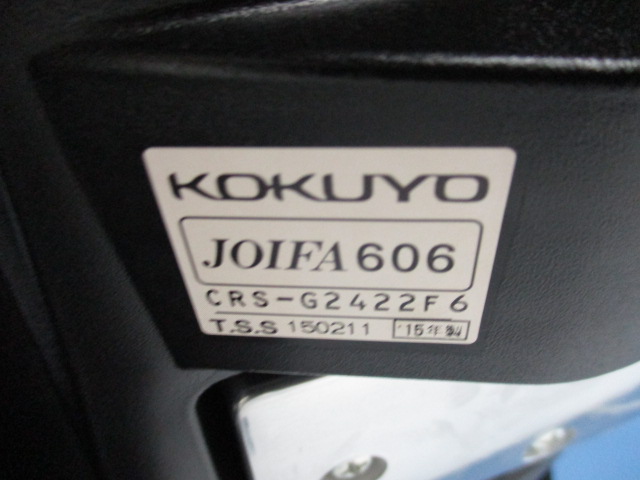 KOKUYO
JOIFA 606
CRS-G2422F6
T.S.S 150211 '15年製